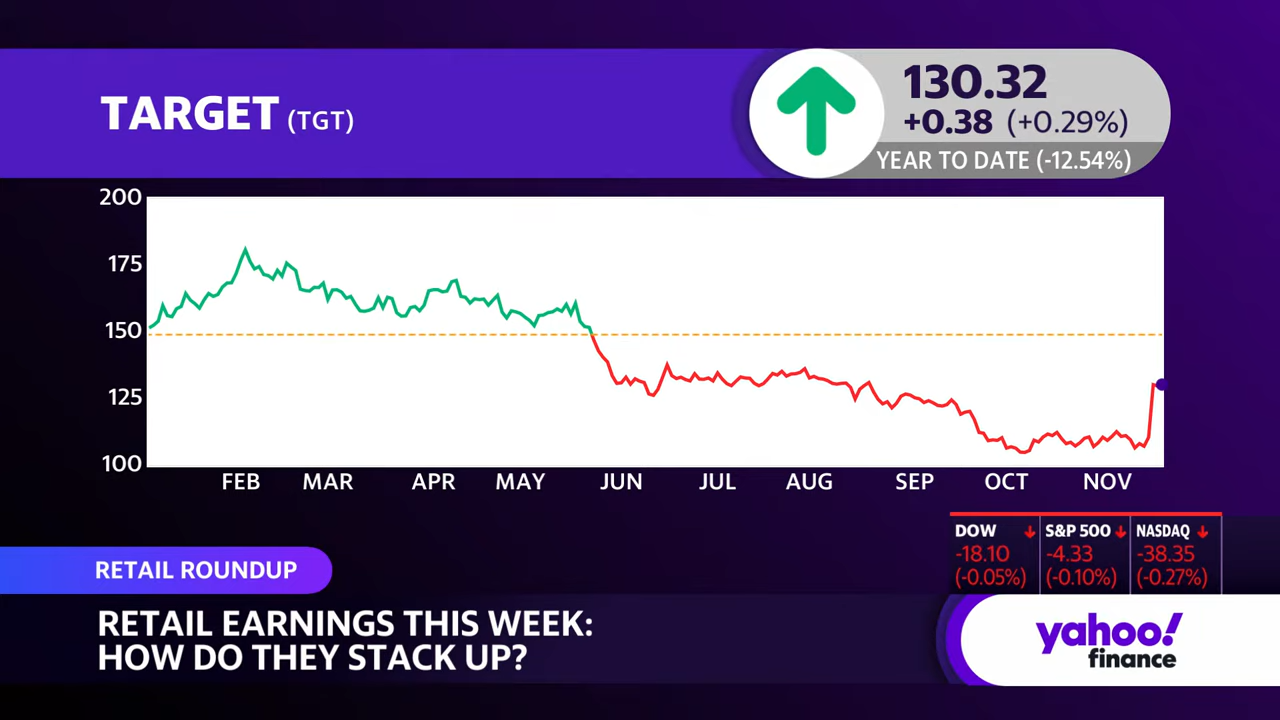 TARGET (TGT)
130.32
+0.38 (+0.29%)
YEAR TO DATE (-12.54%)
200
175
150
125
100
FEB MAR APR MAY JUN JUL AUG SEP OCT NOV
DOW S&P 500 NASDAQ
-18.10 -4.33 -38.35
(-0.05%) (-0.10%) (-0.27%)
RETAIL ROUNDUP
RETAIL EARNINGS THIS WEEK:
HOW DO THEY STACK UP?
yahoo!
finance